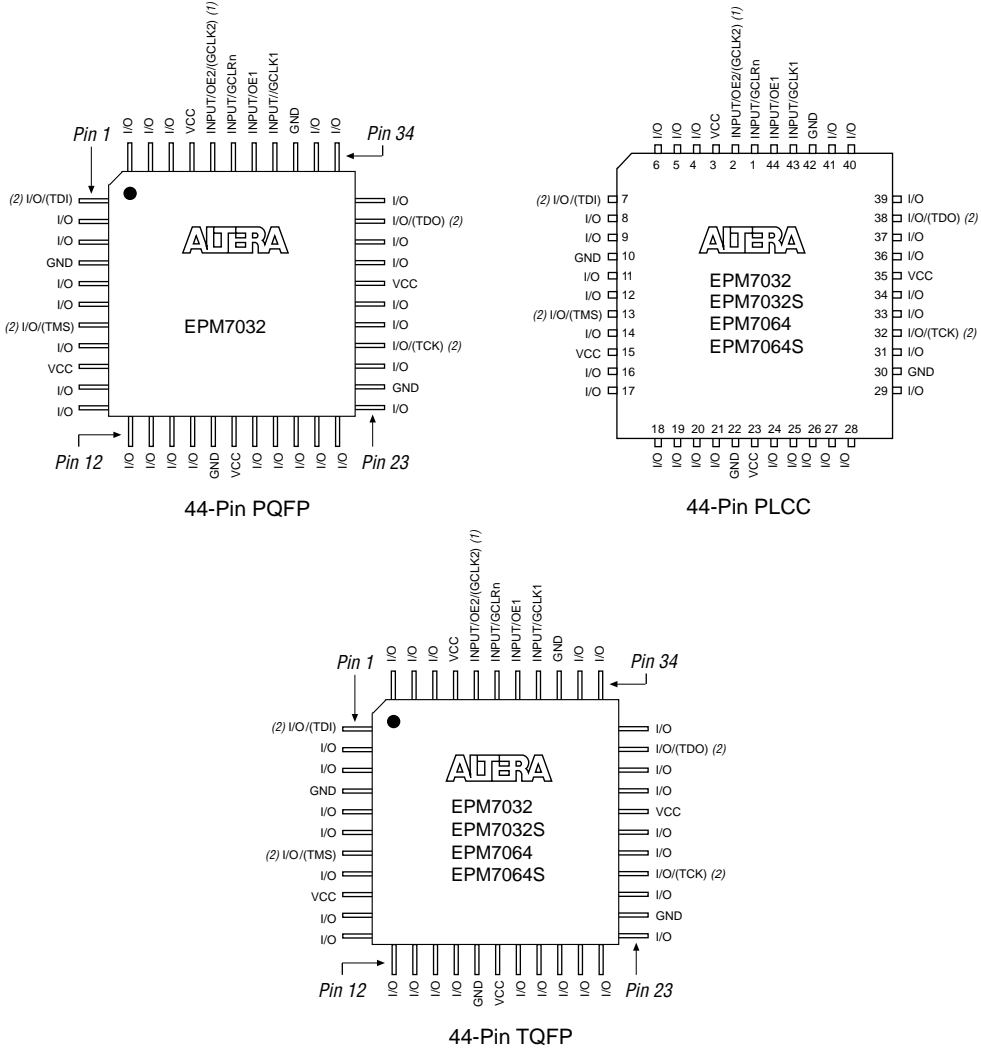 I/O
I/O
I/O
VCC
INPUT/OE2/(GCLK2) (1)
INPUT/GCLRn
INPUT/OE1
INPUT//GCLK1
GND
I/O
I/O
Pin 1
Pin 34
(2) I/O/(TDI)
I/O
I/O
GND
I/O
I/O
(2) I/O/(TMS)
I/O
VCC
I/O
I/O
ALTERA
EPM7032
I/O
I/O/(TDO) (2)
I/O
I/O
VCC
I/O
I/O
I/O/(TCK) (2)
I/O
GND
I/O
Pin 12
Pin 23
I/O
I/O
I/O
I/O
GND
VCC
I/O
I/O
I/O
I/O
I/O
44-Pin PQFP
I/O
I/O
I/O
VCC
INPUT/OE2/(GCLK2) (1)
INPUT/GCLRn
INPUT/OE1
INPUT/GCLK1
GND
I/O
I/O
6 5 4 3 2 1 44 43 42 41 40
(2) I/O/(TDI) 7
I/O 8
I/O 9
GND 10
I/O 11
I/O 12
(2) I/O/(TMS) 13
I/O 14
VCC 15
I/O 16
I/O 17
ALTERA
EPM7032
EPM7032S
EPM7064
EPM7064S
39 I/O
38 I/O/(TDO) (2)
37 I/O
36 I/O
35 VCC
34 I/O
33 I/O
32 I/O/(TCK) (2)
31 I/O
30 GND
29 I/O
18 19 20 21 22 23 24 25 26 27 28
I/O
I/O
I/O
I/O
GND
VCC
I/O
I/O
I/O
I/O
I/O
44-Pin PLCC
I/O
I/O
I/O
VCC
INPUT/OE2/(GCLK2) (1)
INPUT/GCLRn
INPUT/OE1
INPUT/GCLK1
GND
I/O
I/O
Pin 1
Pin 34
(2) I/O/(TDI)
I/O
I/O
GND
I/O
I/O
(2) I/O/(TMS)
I/O
VCC
I/O
I/O
ALTERA
EPM7032
EPM7032S
EPM7064
EPM7064S
I/O
I/O/(TDO) (2)
I/O
I/O
VCC
I/O
I/O
I/O/(TCK) (2)
I/O
GND
I/O
Pin 12
Pin 23
I/O
I/O
I/O
I/O
GND
VCC
I/O
I/O
I/O
I/O
I/O
44-Pin TQFP